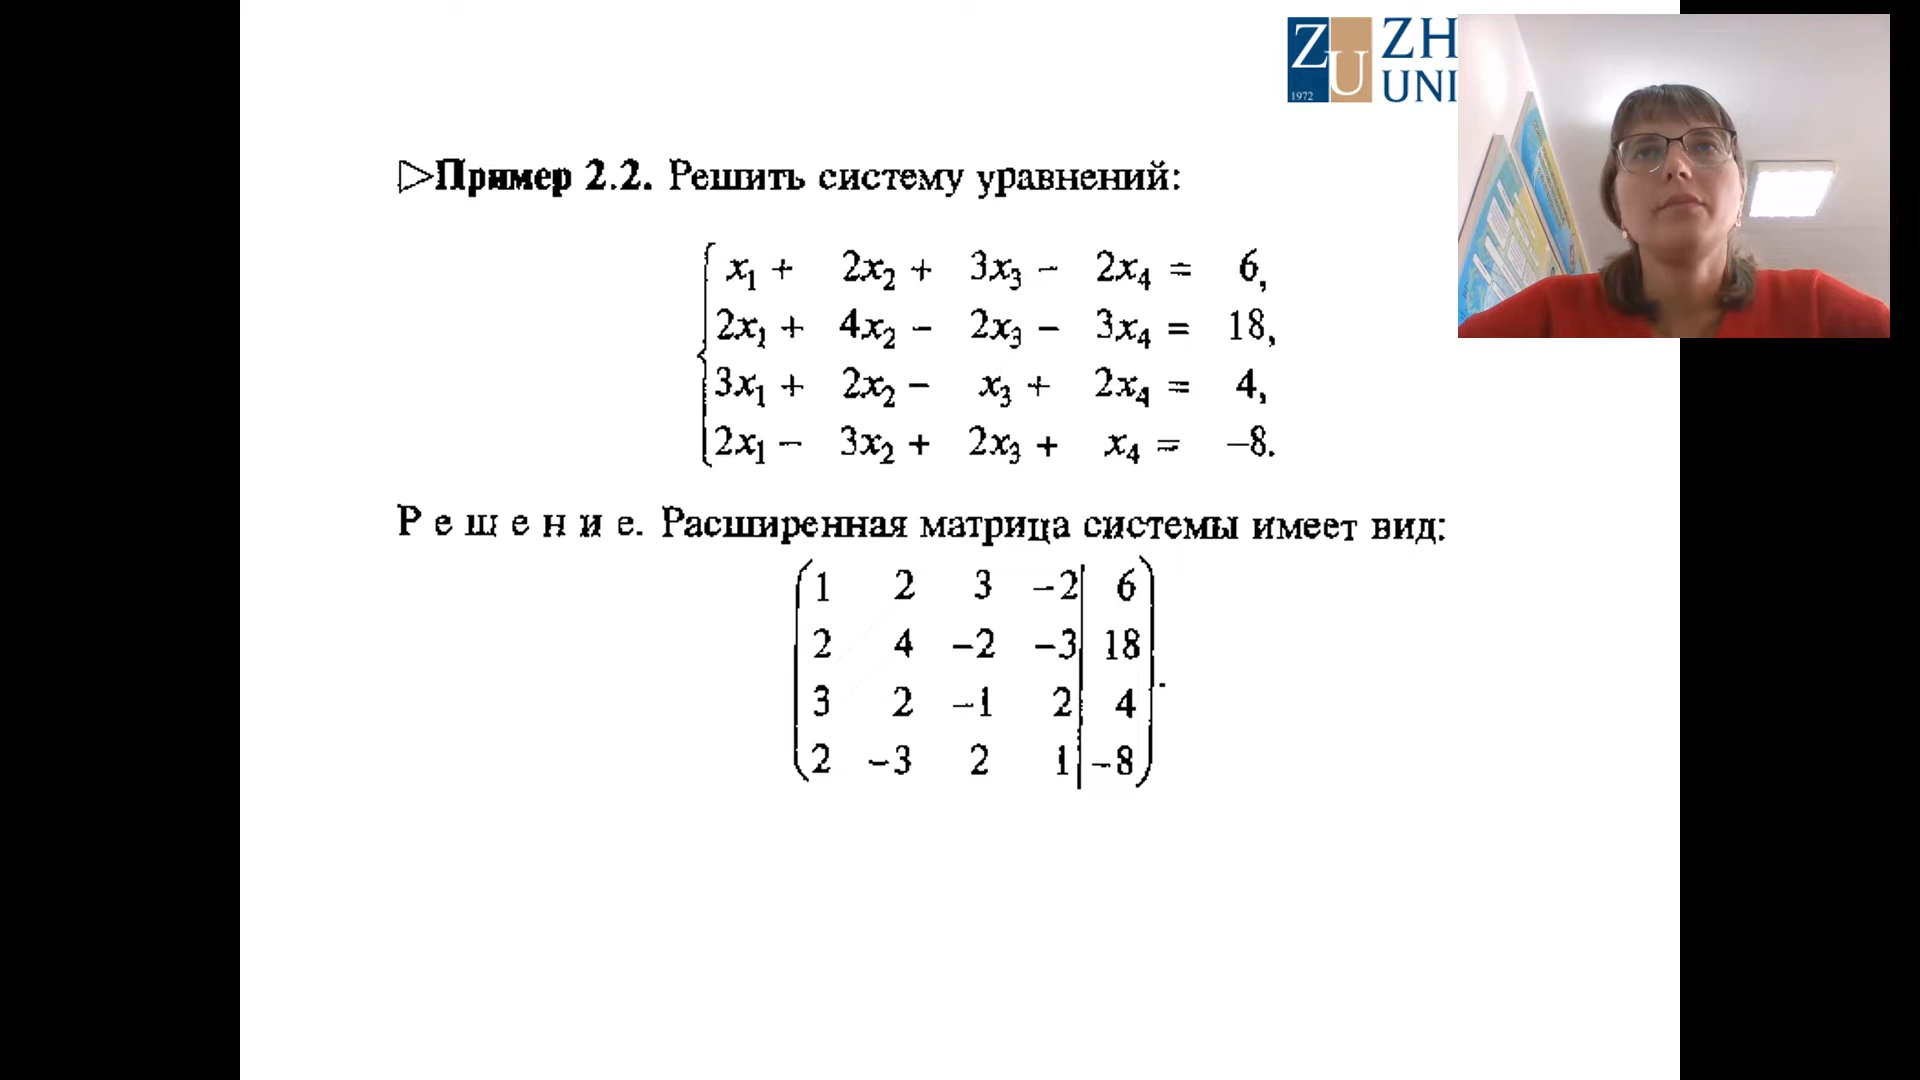 ZU ZH
1972 UNI
▷Пример 2.2. Решить систему уравнений:
x₁ + 2x₂ + 3x₃ − 2x₄ = 6,
2x₁ + 4x₂ − 2x₃ − 3x₄ = 18,
3x₁ + 2x₂ − x₃ + 2x₄ = 4,
2x₁ − 3x₂ + 2x₃ + x₄ = −8.
Р е ш е н и е. Расширенная матрица системы имеет вид:
1 2 3 −2 | 6
2 4 −2 −3 | 18
3 2 −1 2 | 4
2 −3 2 1 | −8